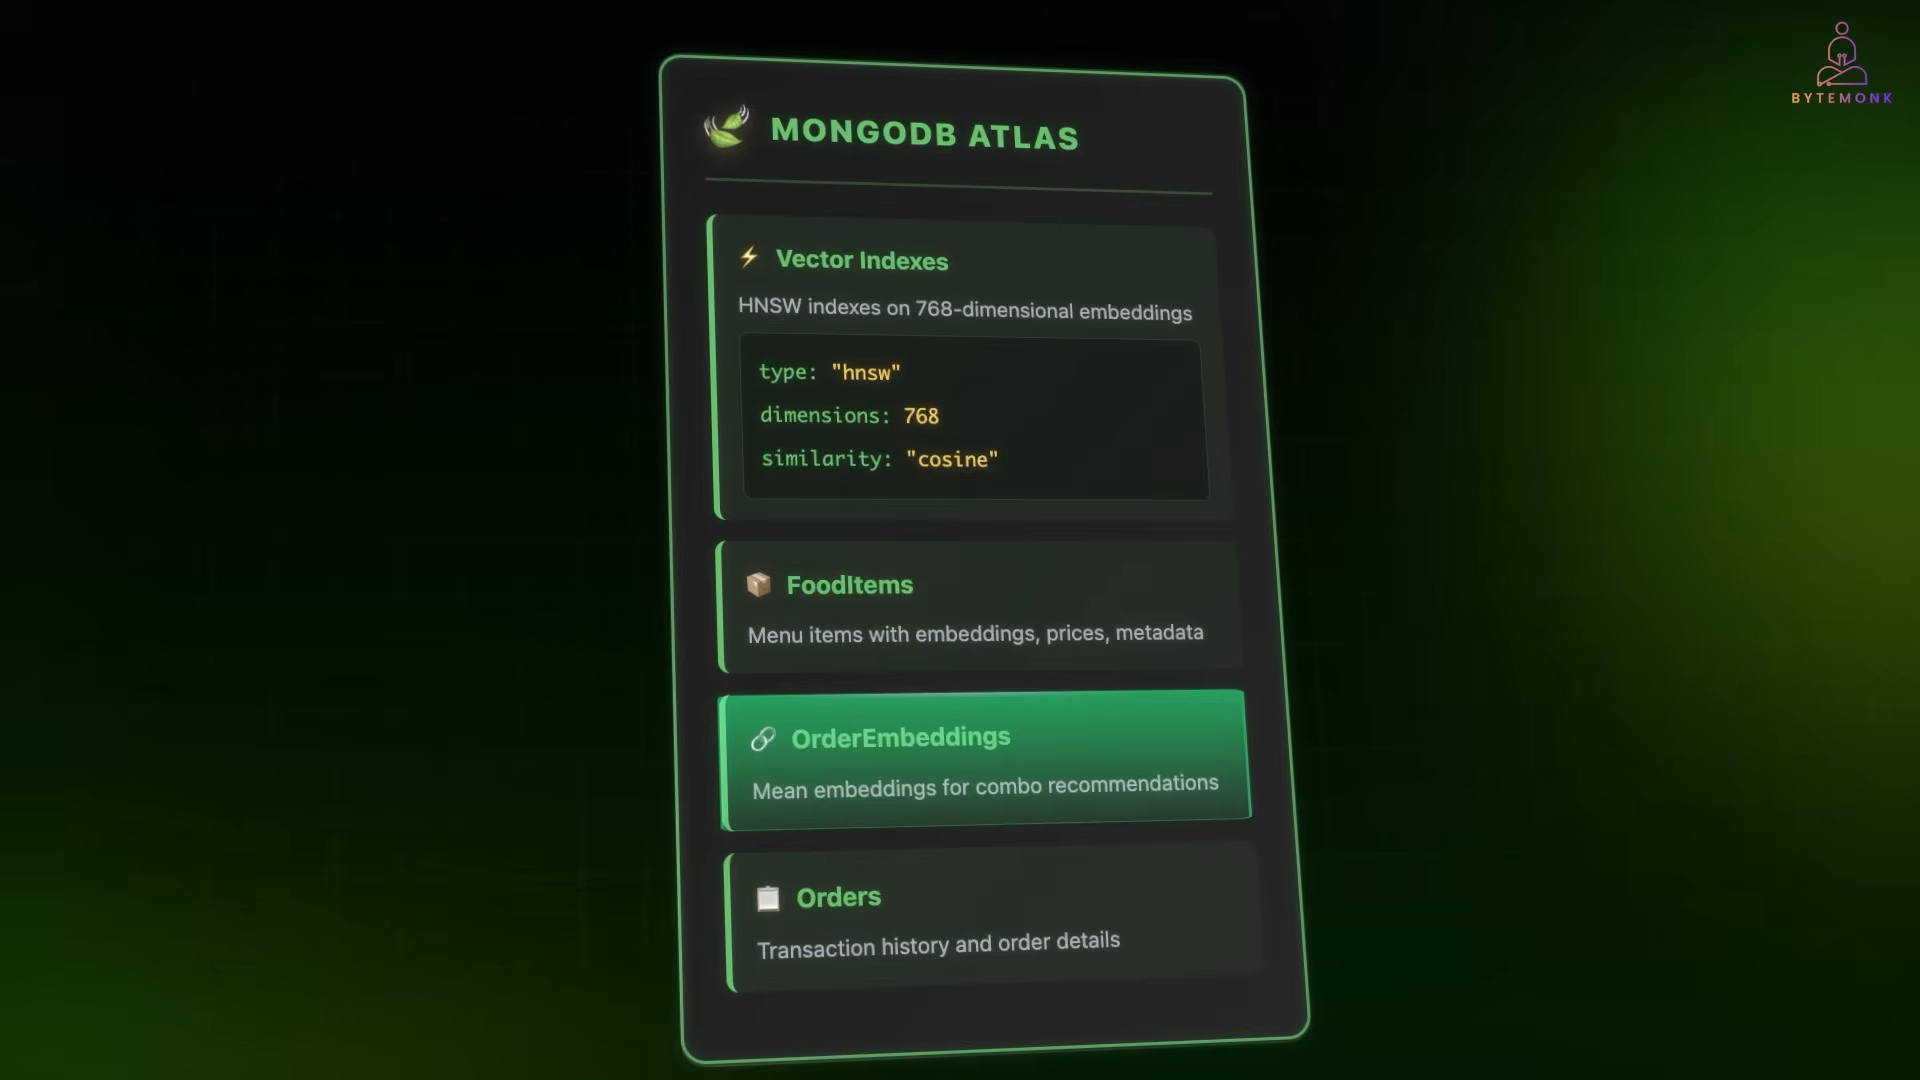 BYTEMONK
MONGODB ATLAS
Vector Indexes
HNSW indexes on 768-dimensional embeddings
type: "hnsw"
dimensions: 768
similarity: "cosine"
FoodItems
Menu items with embeddings, prices, metadata
OrderEmbeddings
Mean embeddings for combo recommendations
Orders
Transaction history and order details